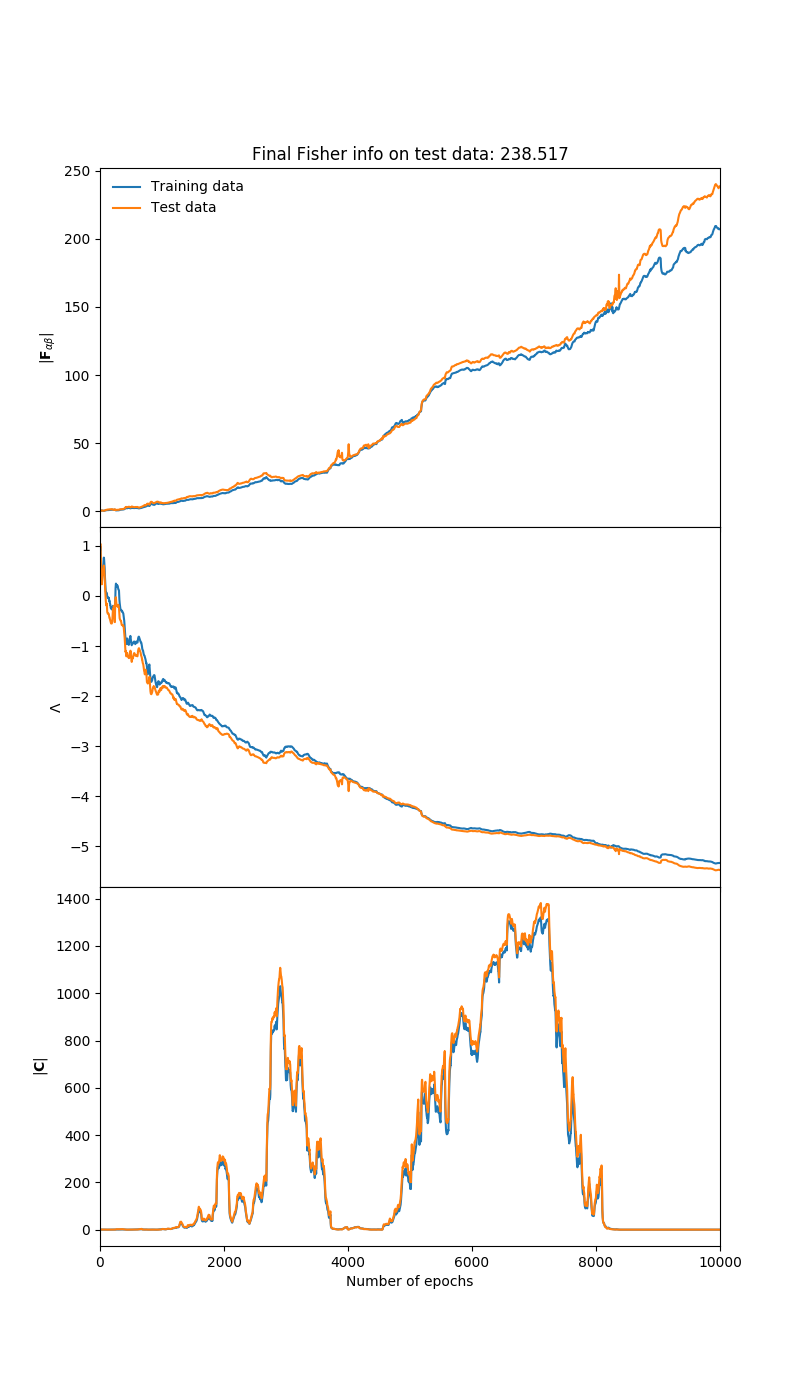 Final Fisher info on test data: 238.517
250
200
150
100
50
0
|F_{αβ}|
Training data
Test data
1
0
−1
−2
−3
−4
−5
Λ
1400
1200
1000
800
600
400
200
0
|C|
0 2000 4000 6000 8000 10000
Number of epochs